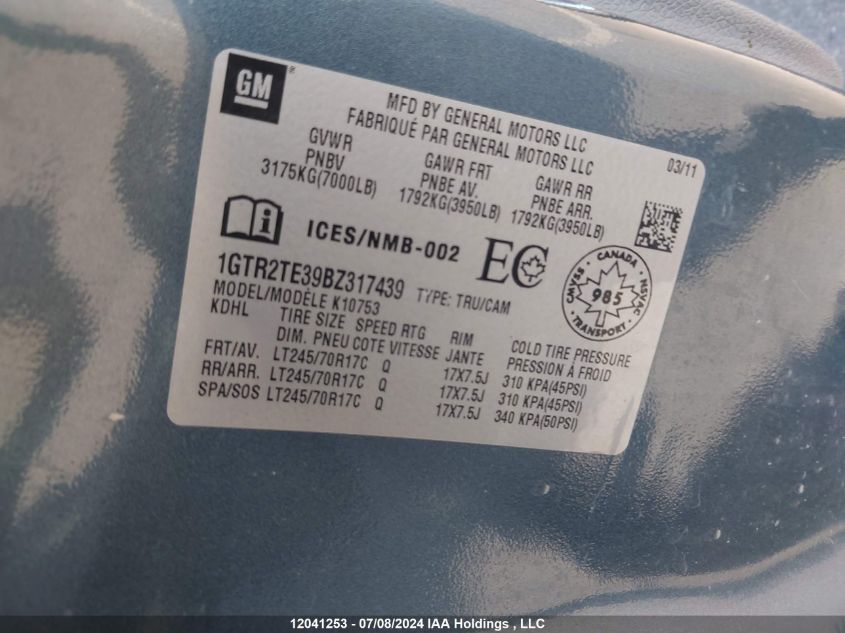 GM
MFD BY GENERAL MOTORS LLC
FABRIQUÉ PAR GENERAL MOTORS LLC
03/11
GVWR GAWR FRT GAWR RR
PNBV PNBE AV. PNBE ARR.
3175KG(7000LB) 1792KG(3950LB) 1792KG(3950LB)
ICES/NMB-002 EC
CANADA
CMVSS 985 NSVAC
TRANSPORT
1GTR2TE39BZ317439 TYPE: TRU/CAM
MODEL/MODÈLE K10753
KDHL
TIRE SIZE SPEED RTG RIM COLD TIRE PRESSURE
DIM. PNEU COTE VITESSE JANTE PRESSION À FROID
FRT/AV. LT245/70R17C Q 17X7.5J 310 KPA(45PSI)
RR/ARR. LT245/70R17C Q 17X7.5J 310 KPA(45PSI)
SPA/SOS LT245/70R17C Q 17X7.5J 340 KPA(50PSI)
12041253 - 07/08/2024 IAA Holdings , LLC